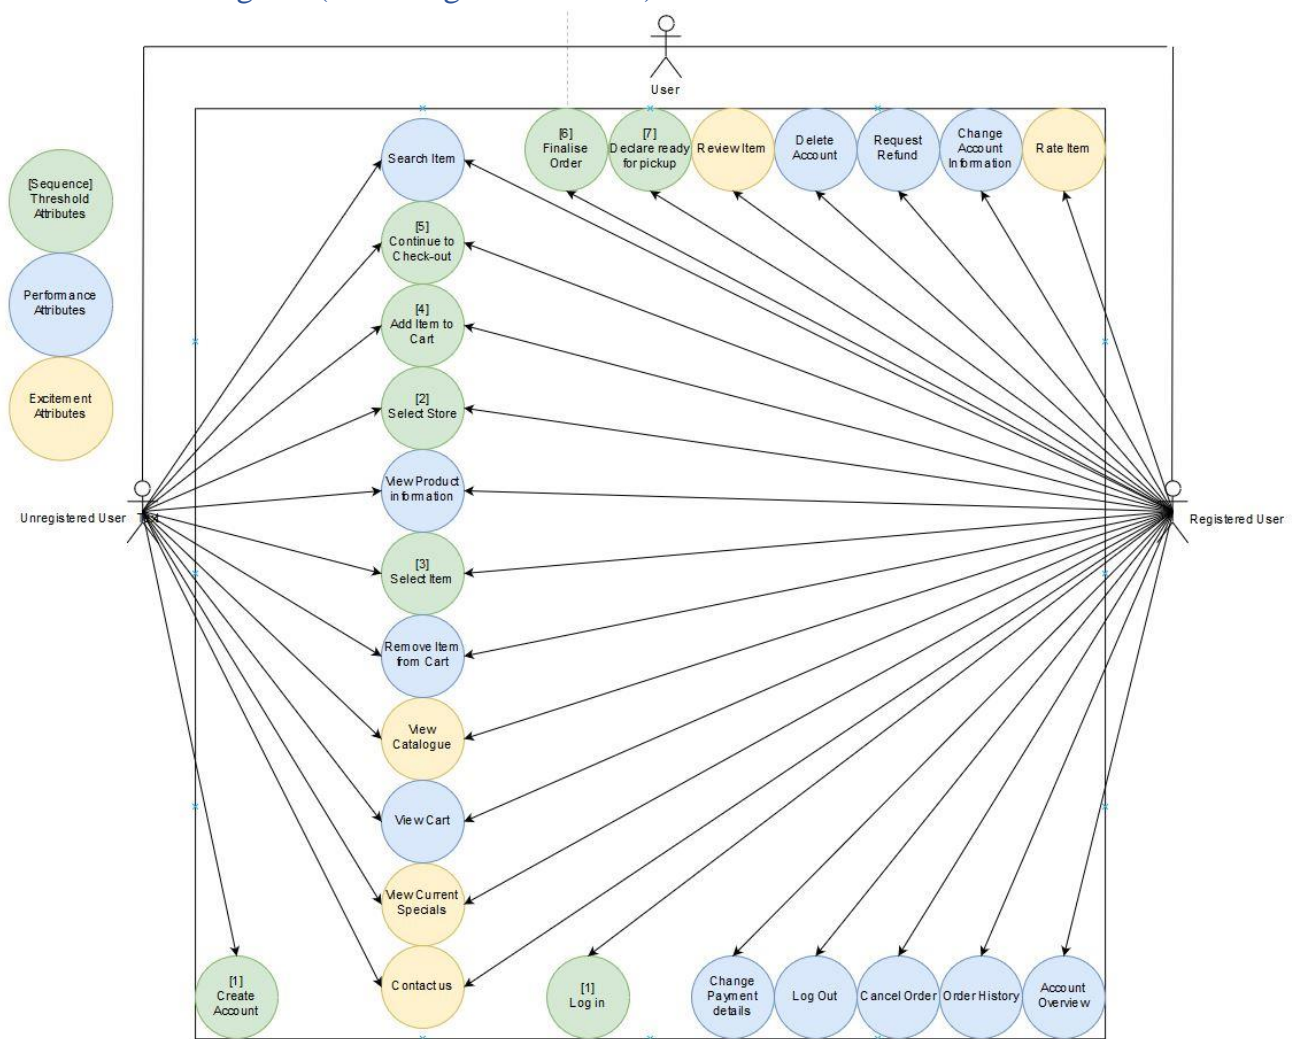 User
[Sequence]
Threshold
Attributes
Performance
Attributes
Excitement
Attributes
Search Item
[5]
Continue to
Check-out
[4]
Add Item to
Cart
[2]
Select Store
View Product
information
[3]
Select Item
Remove Item
from Cart
View
Catalogue
View Cart
View Current
Specials
Contact us
[6]
Finalise
Order
[7]
Declare ready
for pickup
Review Item
Delete
Account
Request
Refund
Change
Account
Information
Rate Item
Unregistered User
Registered User
[1]
Create
Account
[1]
Log in
Change
Payment
details
Log Out
Cancel Order
Order History
Account
Overview